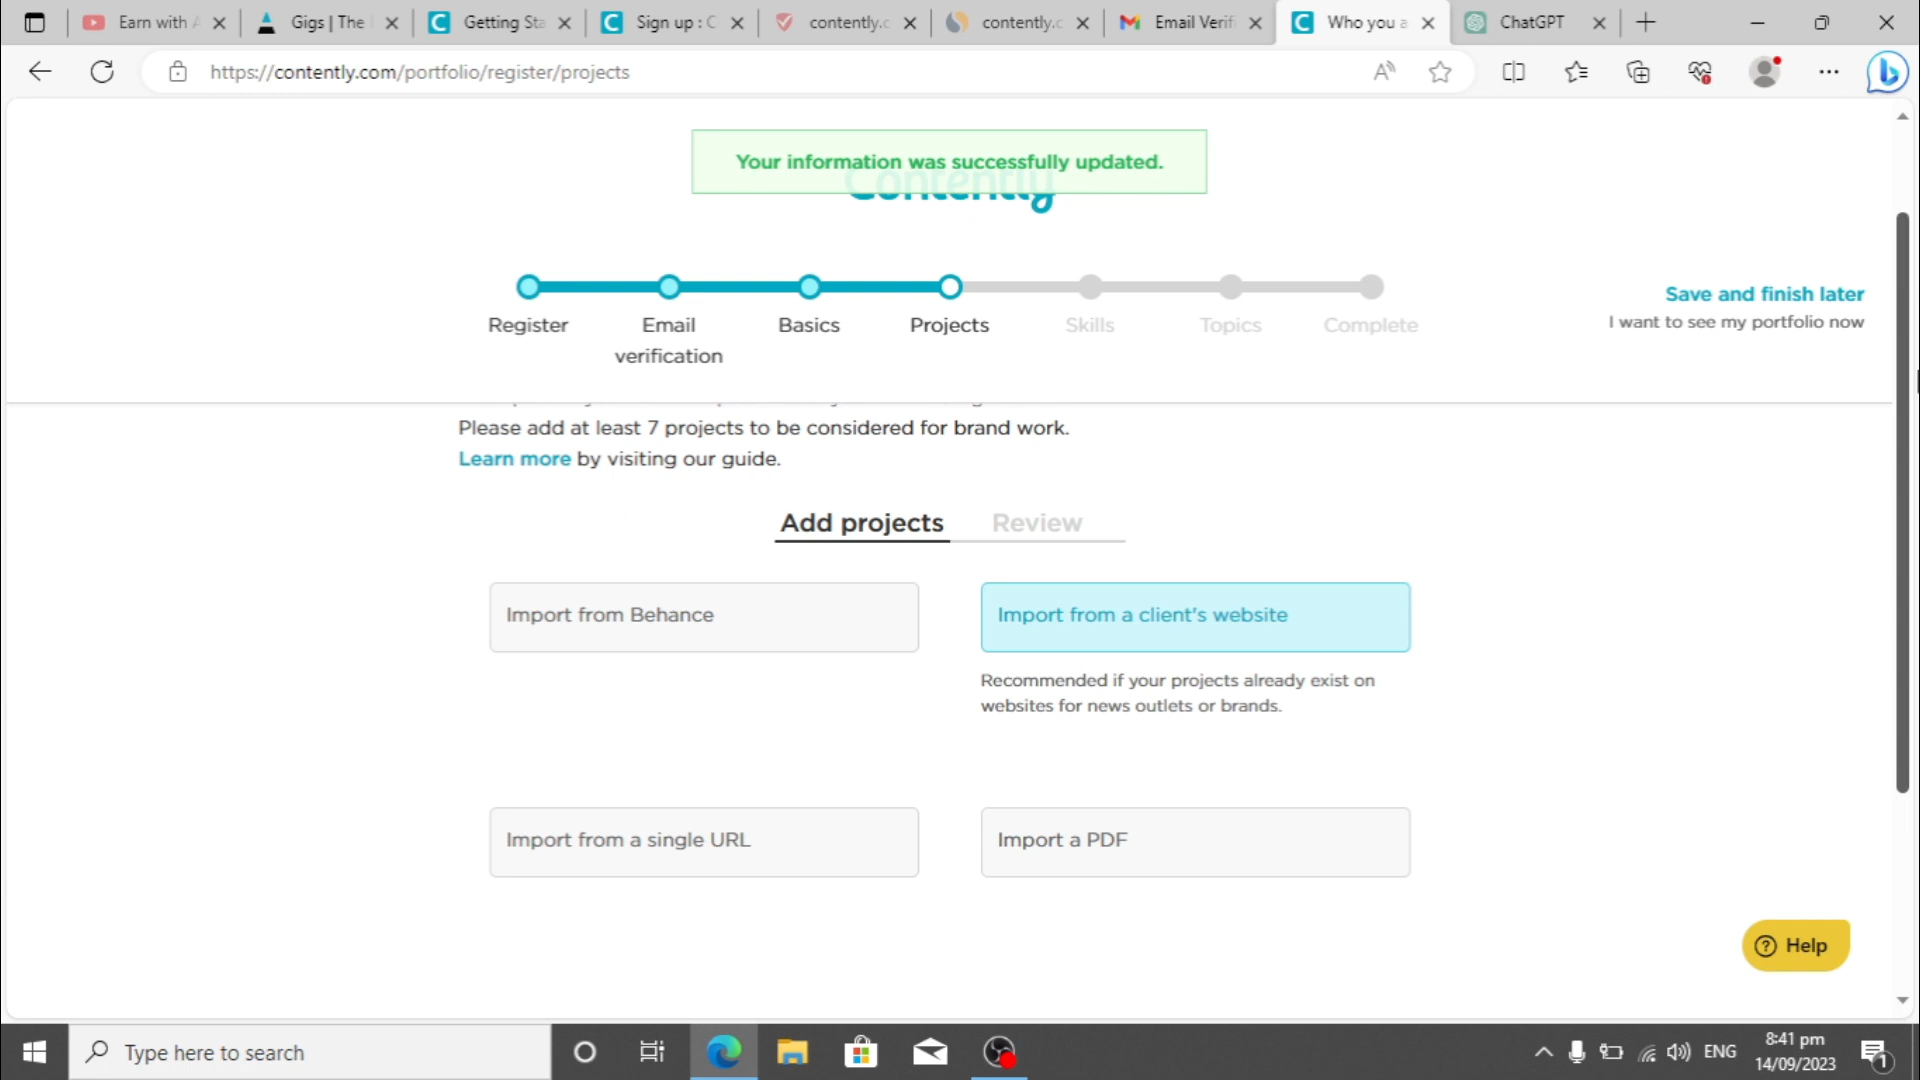 Earn with
Gigs | The
Getting Sta
Sign up : C
contently.c
contently.c
Email Verifi
Who you a
ChatGPT
https://contently.com/portfolio/register/projects
Your information was successfully updated.
Contently
Register
Email verification
Basics
Projects
Skills
Topics
Complete
Save and finish later
I want to see my portfolio now
Please add at least 7 projects to be considered for brand work.
Learn more by visiting our guide.
Add projects
Review
Import from Behance
Import from a client's website
Recommended if your projects already exist on
websites for news outlets or brands.
Import from a single URL
Import a PDF
Help
Type here to search
ENG
8:41 pm
14/09/2023
1